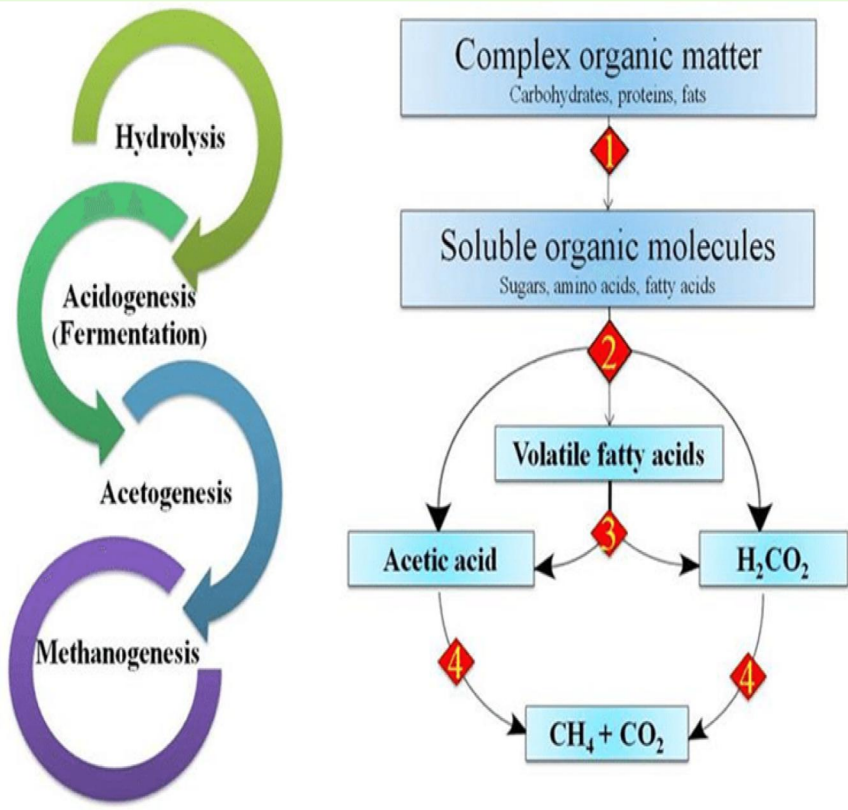 Hydrolysis
Acidogenesis
(Fermentation)
Acetogenesis
Methanogenesis
Complex organic matter
Carbohydrates, proteins, fats
1
Soluble organic molecules
Sugars, amino acids, fatty acids
2
Volatile fatty acids
3
Acetic acid
H₂CO₂
4
4
CH₄ + CO₂